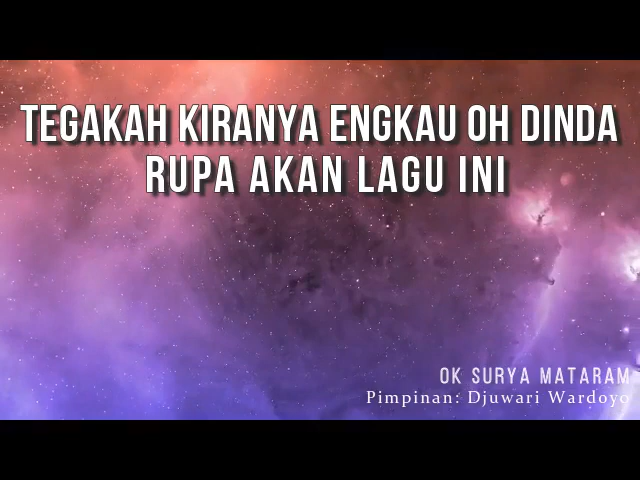 TEGAKAH KIRANYA ENGKAU OH DINDA
RUPA AKAN LAGU INI
OK SURYA MATARAM
Pimpinan: Djuwari Wardoyo